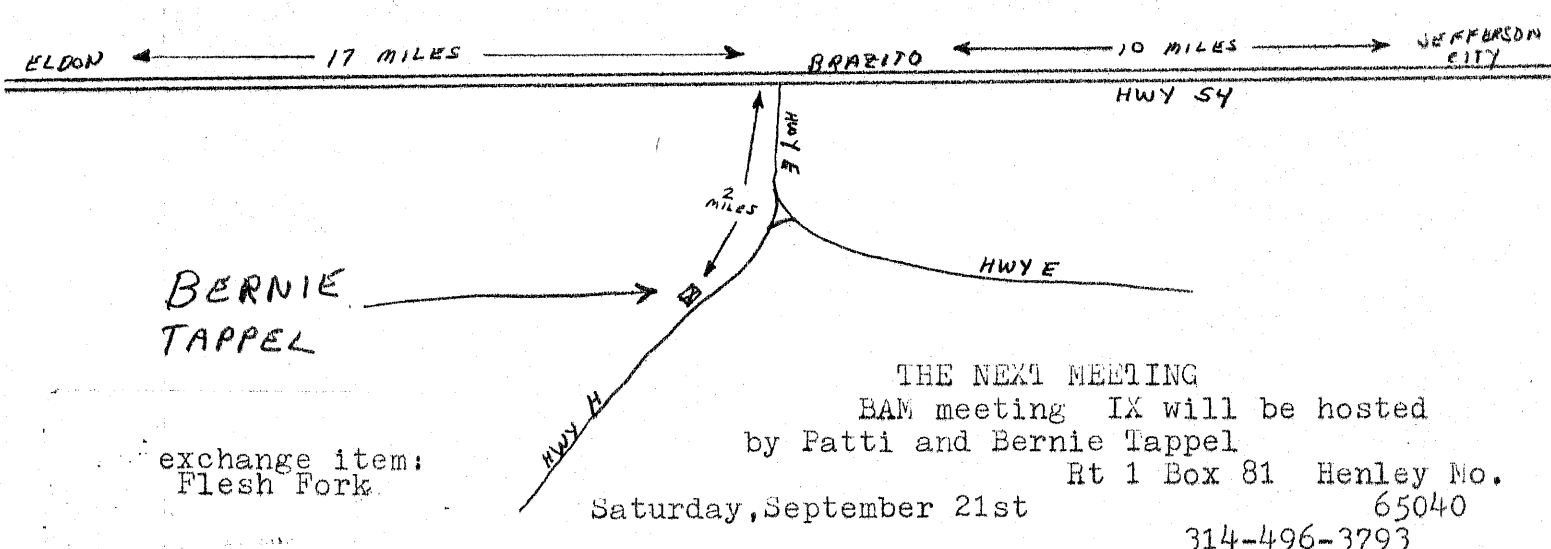 ELDON 17 MILES BRAZITO 10 MILES JEFFERSON
CITY
HWY 54
HWY E
2
MILES
HWY E
BERNIE
TAPPEL
HWY H
THE NEXT MEETING
BAM meeting IX will be hosted
by Patti and Bernie Tappel
Rt 1 Box 81 Henley Mo.
65040
Saturday, September 21st
314-496-3793
exchange item:
Flesh Fork